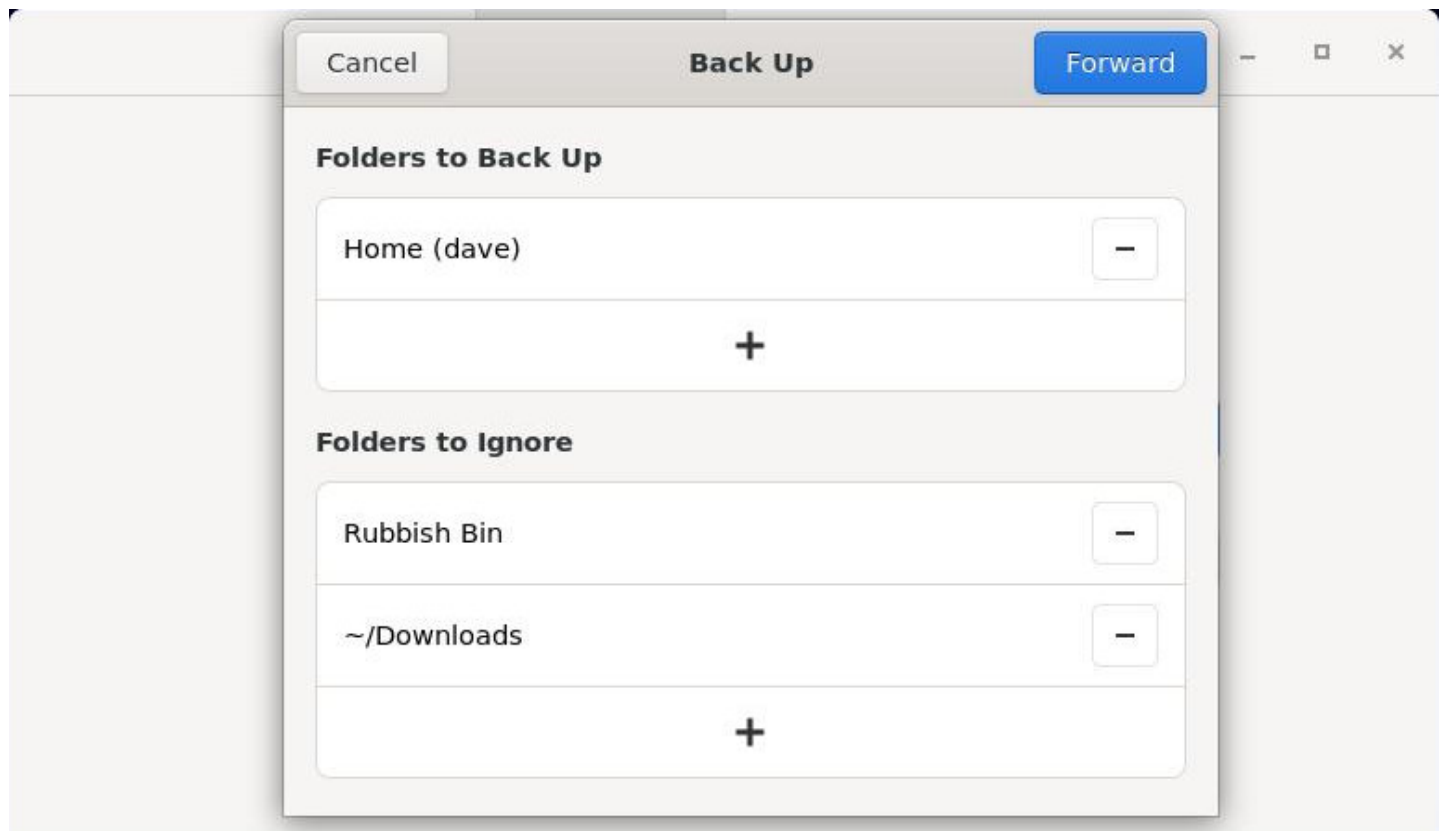 Cancel
Back Up
Forward
Folders to Back Up
Home (dave)
Folders to Ignore
Rubbish Bin
~/Downloads